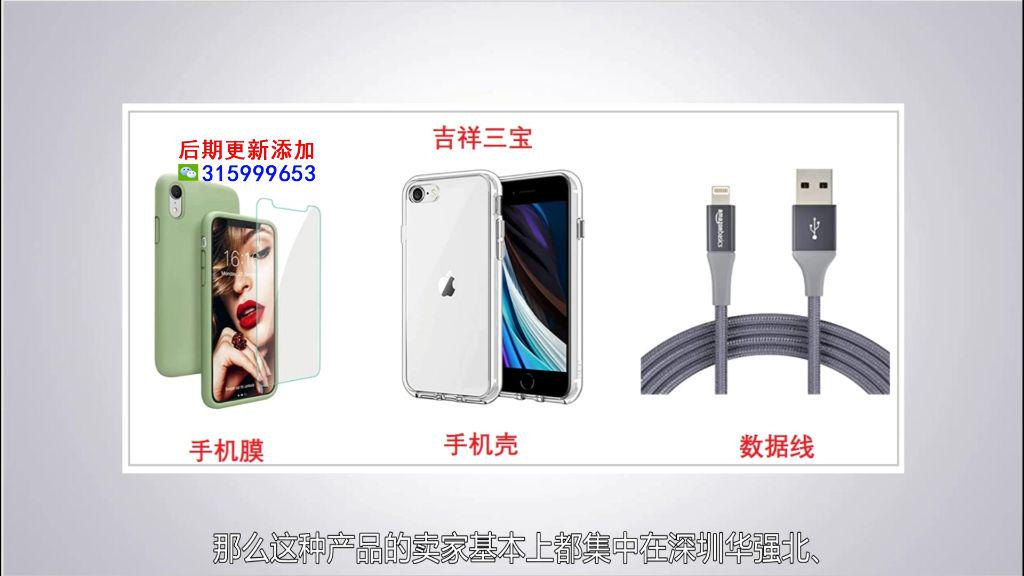 吉祥三宝
后期更新添加
315999653
16
amazonbasics
手机膜
手机壳
数据线
那么这种产品的卖家基本上都集中在深圳华强北、